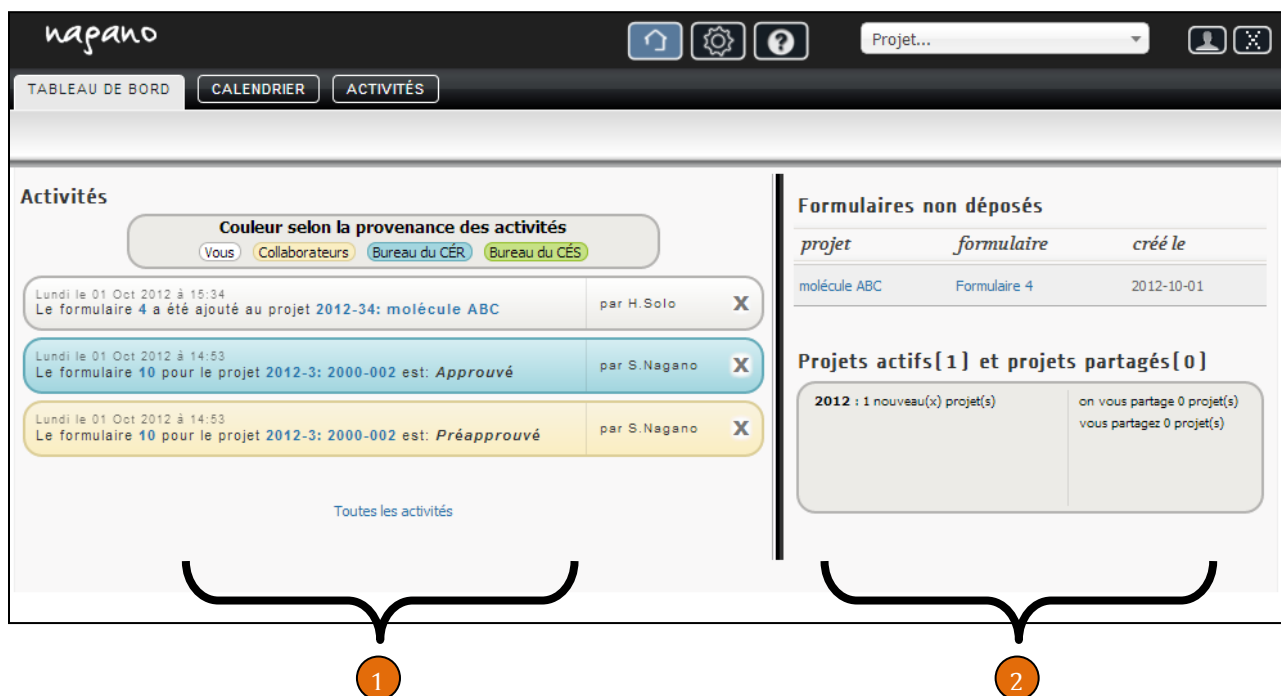 nagano
Projet...
TABLEAU DE BORD
CALENDRIER
ACTIVITÉS
Activités
Couleur selon la provenance des activités
Vous Collaborateurs Bureau du CÉR Bureau du CÉS
Lundi le 01 Oct 2012 à 15:34
Le formulaire 4 a été ajouté au projet 2012-34: molécule ABC
par H.Solo X
Lundi le 01 Oct 2012 à 14:53
Le formulaire 10 pour le projet 2012-3: 2000-002 est: Approuvé
par S.Nagano X
Lundi le 01 Oct 2012 à 14:53
Le formulaire 10 pour le projet 2012-3: 2000-002 est: Préapprouvé
par S.Nagano X
Toutes les activités
Formulaires non déposés
projet formulaire créé le
molécule ABC Formulaire 4 2012-10-01
Projets actifs[1] et projets partagés[0]
2012 : 1 nouveau(x) projet(s)
on vous partage 0 projet(s)
vous partagez 0 projet(s)
1
2